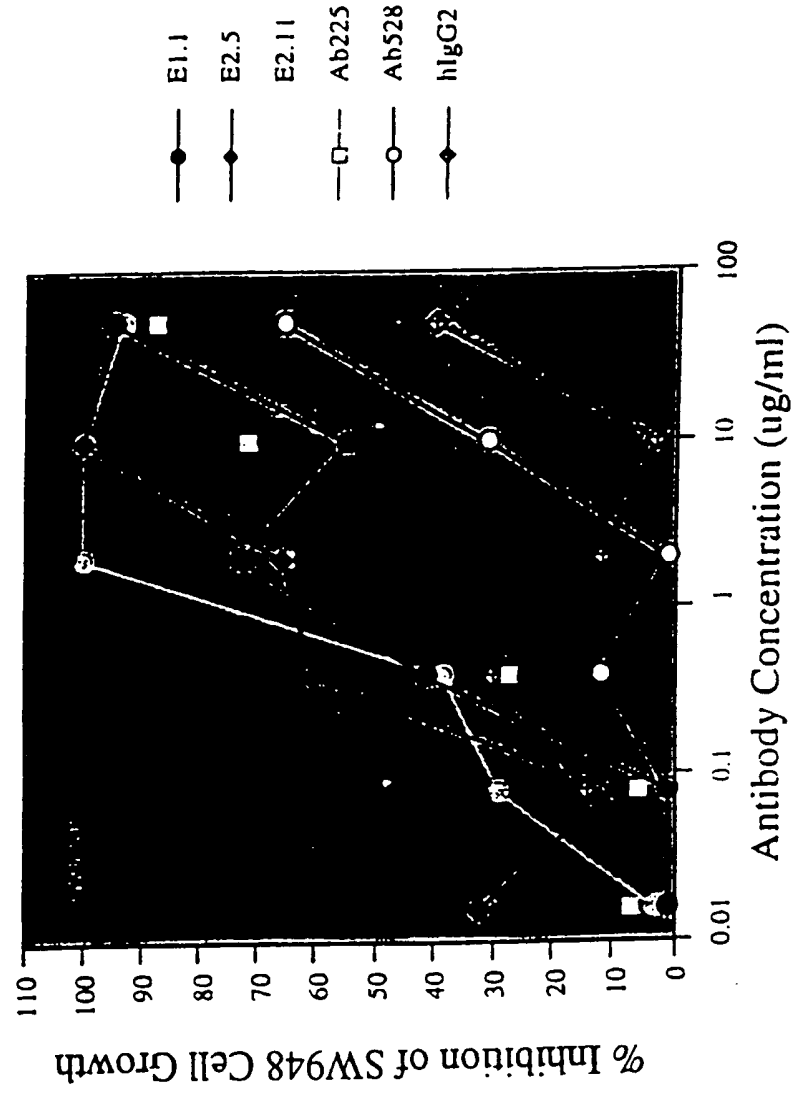 % Inhibition of SW948 Cell Growth
110
100
90
80
70
60
50
40
30
20
10
0
0.01
0.1
1
10
100
Antibody Concentration (ug/ml)
E1.1
E2.5
E2.11
Ab225
Ab528
hIgG2